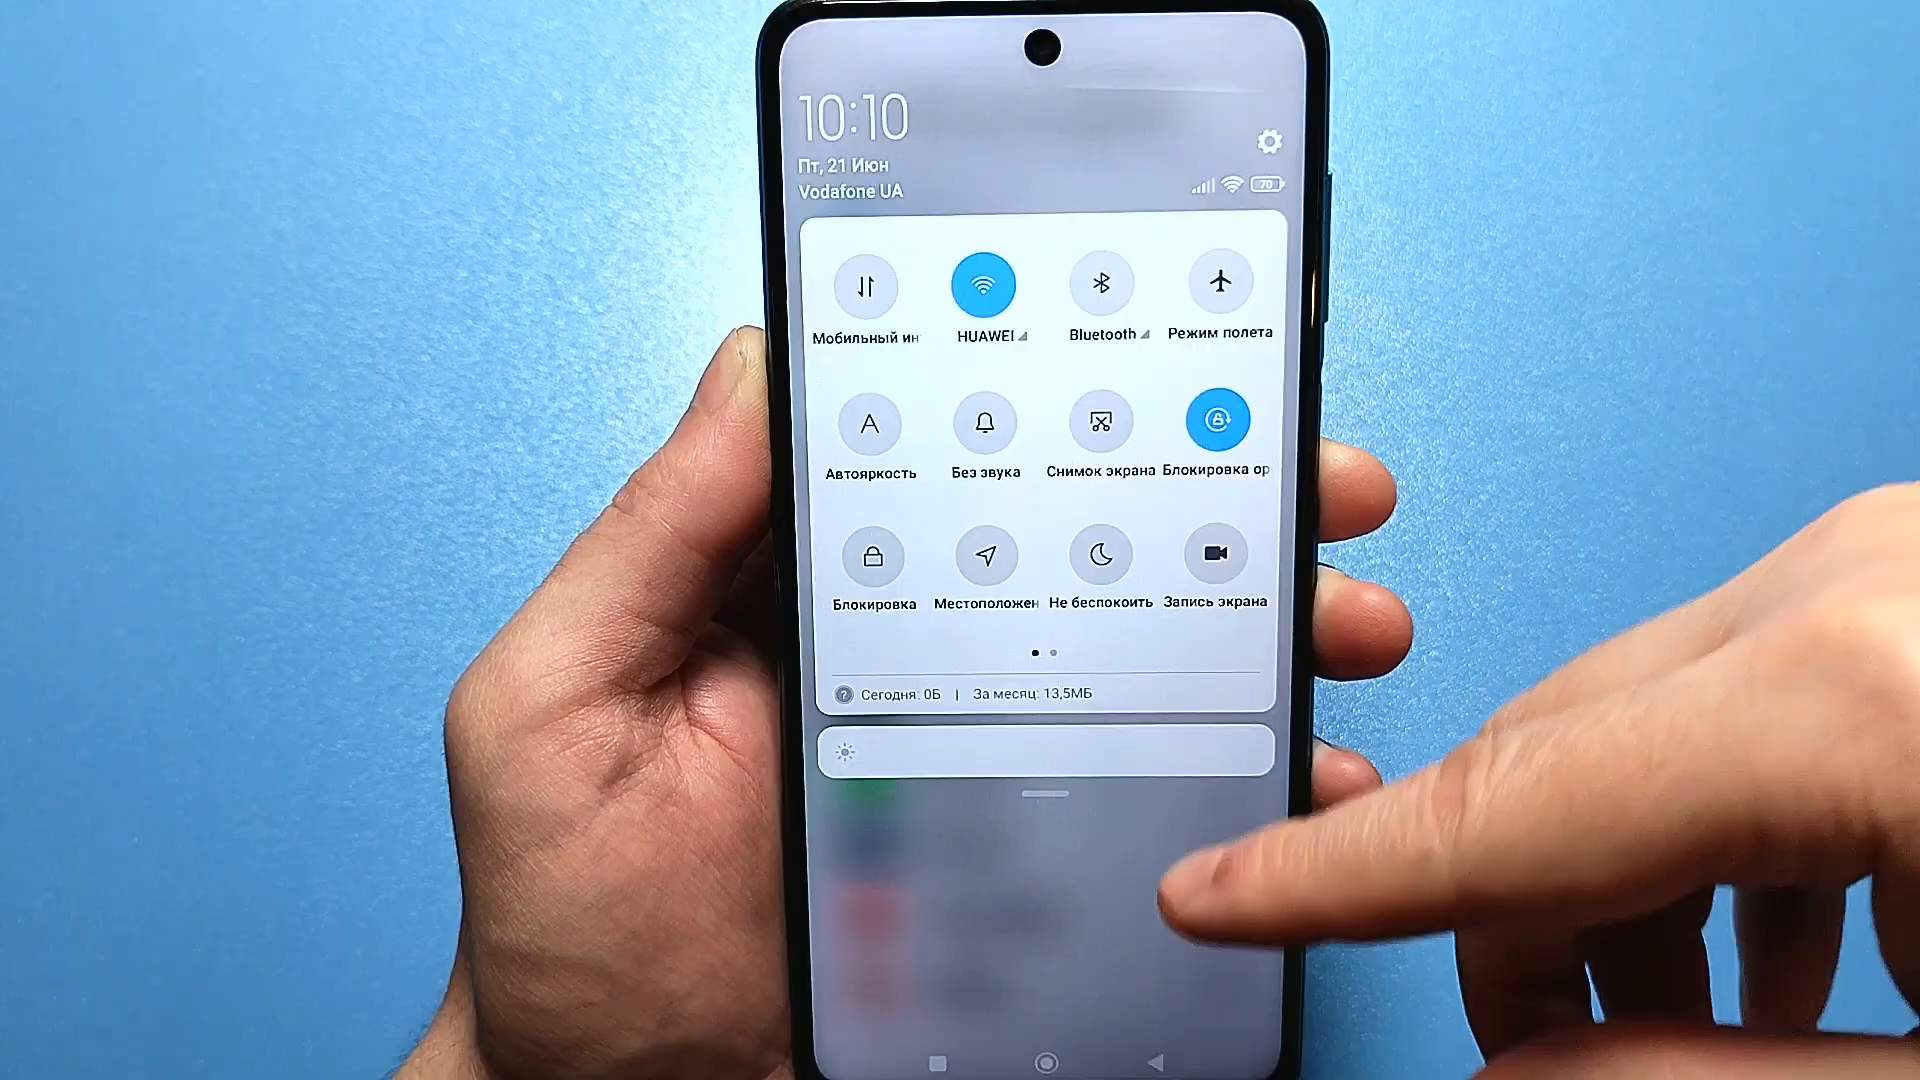 10:10
Пт, 21 Июн
Vodafone UA
70
Мобильный ин
HUAWEI
Bluetooth
Режим полета
Автояркость
Без звука
Снимок экрана
Блокировка ор
Блокировка
Местоположен
Не беспокоить
Запись экрана
? Сегодня: 0Б | За месяц: 13,5МБ